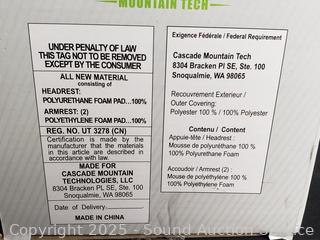 MOUNTAIN TECH
UNDER PENALTY OF LAW
THIS TAG NOT TO BE REMOVED
EXCEPT BY THE CONSUMER
ALL NEW MATERIAL
consisting of
HEADREST:
POLYURETHANE FOAM PAD...100%
ARMREST: (2)
POLYETHYLENE FOAM PAD...100%
REG. NO. UT 3278 (CN)
Certification is made by the
manufacturer that the materials
in this article are described in
accordance with law.
MADE FOR
CASCADE MOUNTAIN
TECHNOLOGIES, LLC
8304 Bracken PL SE, Ste. 100
Snoqualmie, WA 98065
Date of Delivery:
MADE IN CHINA
Exigence Fédérale / Federal Requirement
Cascade Mountain Tech
8304 Bracken Pl SE, Ste. 100
Snoqualmie, WA 98065
Recouvrement Exterieur /
Outer Covering:
Polyester 100 % / 100% Polyester
Contenu / Content
Appuie-tête / Headrest :
Mousse de polyuréthane 100 %
100% Polyurethane Foam
Accoudoir / Armrest (2) :
Mousse de polyéthylène 100 %
100% Polyethylene Foam
Copyright 2025 - Sound Auction Service